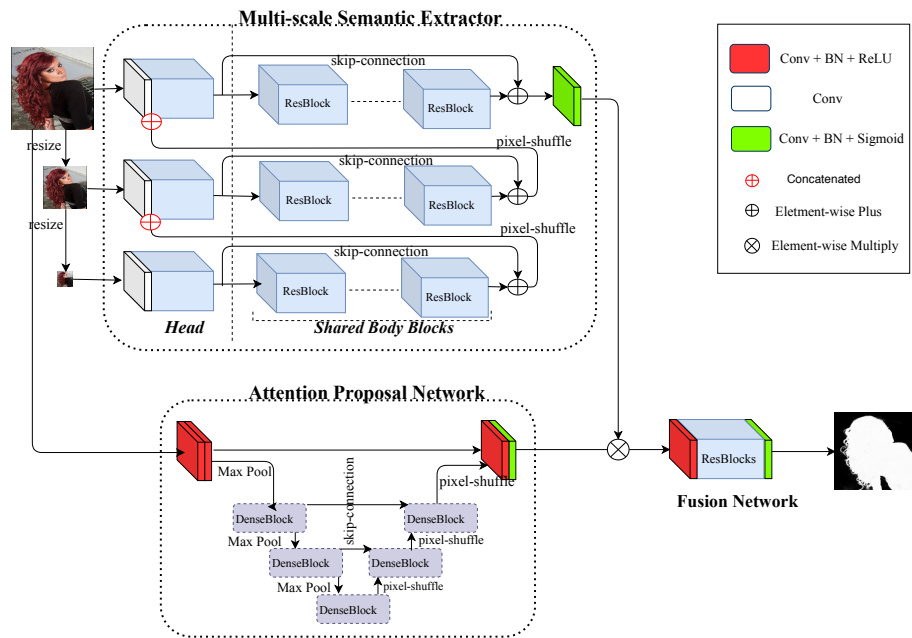 Multi-scale Semantic Extractor
skip-connection
ResBlock
ResBlock
pixel-shuffle
resize
skip-connection
ResBlock
ResBlock
resize
pixel-shuffle
skip-connection
ResBlock
ResBlock
Head
Shared Body Blocks
Conv + BN + ReLU
Conv
Conv + BN + Sigmoid
Concatenated
Eletment-wise Plus
Element-wise Multiply
Attention Proposal Network
Max Pool
skip-connection
pixel-shuffle
DenseBlock
DenseBlock
Max Pool
pixel-shuffle
DenseBlock
DenseBlock
Max Pool
pixel-shuffle
DenseBlock
ResBlocks
Fusion Network